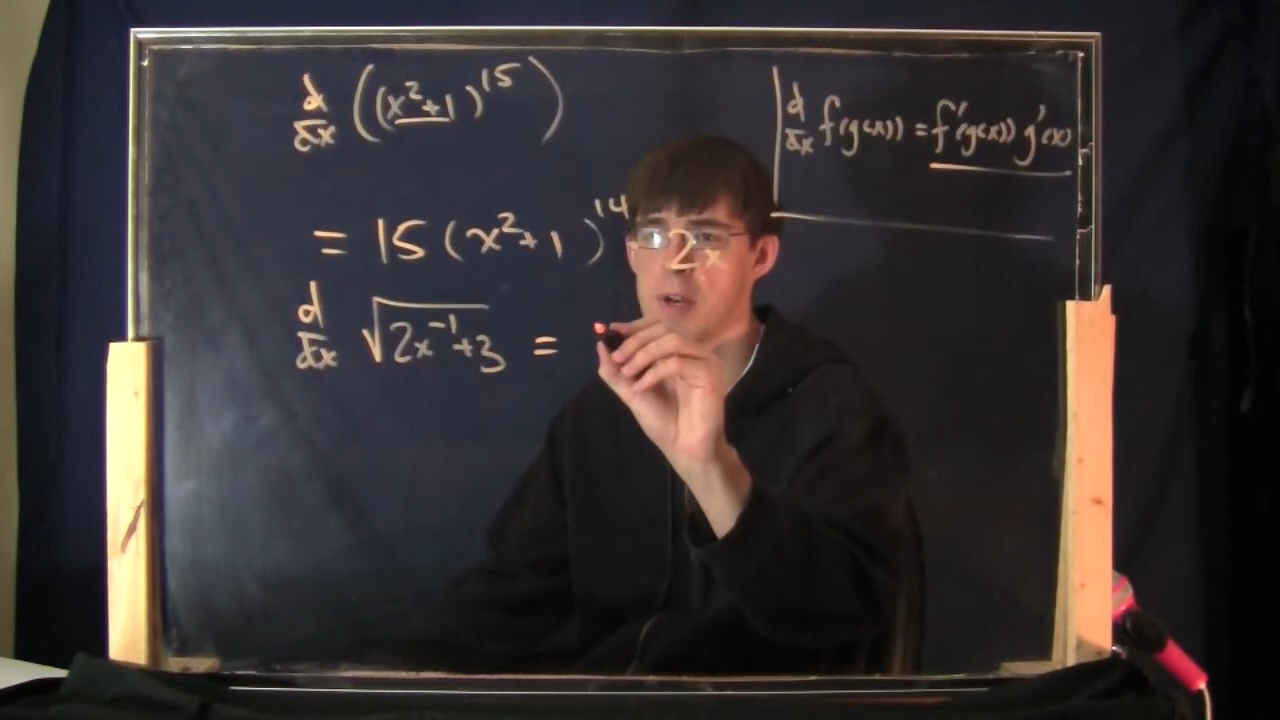 d/dx ((x²+1)¹⁵)
d/dx f(g(x)) = f'(g(x)) g'(x)
= 15(x²+1)¹⁴ 2x
d/dx √(2x⁻¹+3) =